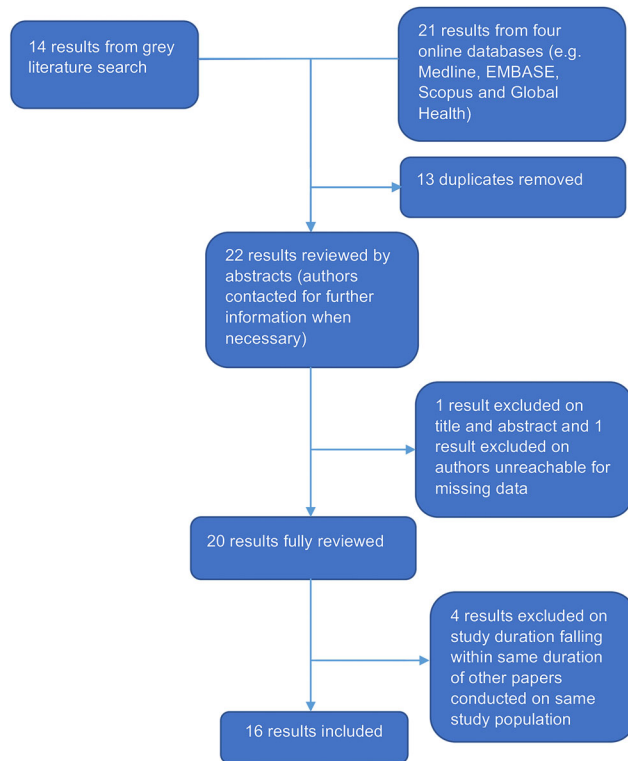 14 results from grey
literature search
21 results from four
online databases (e.g.
Medline, EMBASE,
Scopus and Global
Health)
13 duplicates removed
22 results reviewed by
abstracts (authors
contacted for further
information when
necessary)
1 result excluded on
title and abstract and 1
result excluded on
authors unreachable for
missing data
20 results fully reviewed
4 results excluded on
study duration falling
within same duration
of other papers
conducted on same
study population
16 results included